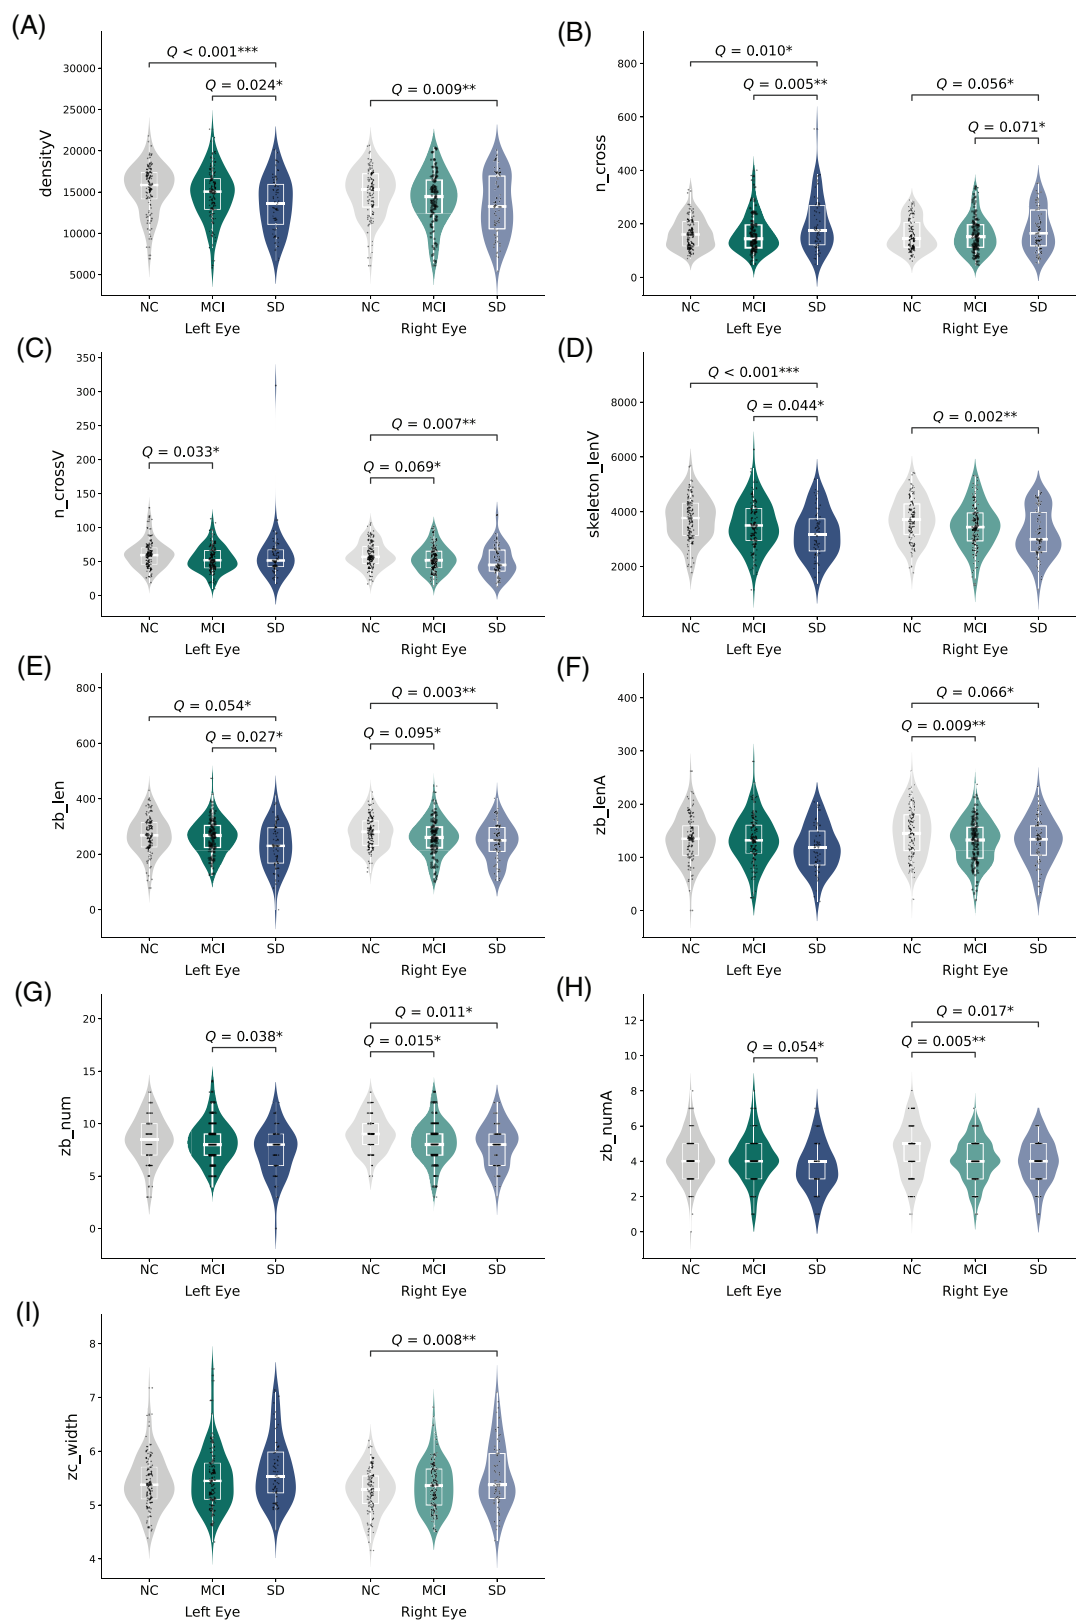 (A)
Q < 0.001***
Q = 0.024*
Q = 0.009**
30000
25000
20000
15000
10000
5000
densityV
NC MCI SD NC MCI SD
Left Eye Right Eye
(B)
Q = 0.010*
Q = 0.005**
Q = 0.056*
Q = 0.071*
800
600
400
200
0
n_cross
NC MCI SD NC MCI SD
Left Eye Right Eye
(C)
Q = 0.033*
Q = 0.007**
Q = 0.069*
350
300
250
200
150
100
50
0
n_crossV
NC MCI SD NC MCI SD
Left Eye Right Eye
(D)
Q < 0.001***
Q = 0.044*
Q = 0.002**
8000
6000
4000
2000
skeleton_lenV
NC MCI SD NC MCI SD
Left Eye Right Eye
(E)
Q = 0.054*
Q = 0.027*
Q = 0.003**
Q = 0.095*
800
600
400
200
0
zb_len
NC MCI SD NC MCI SD
Left Eye Right Eye
(F)
Q = 0.066*
Q = 0.009**
400
300
200
100
0
zb_lenA
NC MCI SD NC MCI SD
Left Eye Right Eye
(G)
Q = 0.038*
Q = 0.011*
Q = 0.015*
20
15
10
5
0
zb_num
NC MCI SD NC MCI SD
Left Eye Right Eye
(H)
Q = 0.054*
Q = 0.017*
Q = 0.005**
12
10
8
6
4
2
0
zb_numA
NC MCI SD NC MCI SD
Left Eye Right Eye
(I)
Q = 0.008**
8
7
6
5
4
zc_width
NC MCI SD NC MCI SD
Left Eye Right Eye